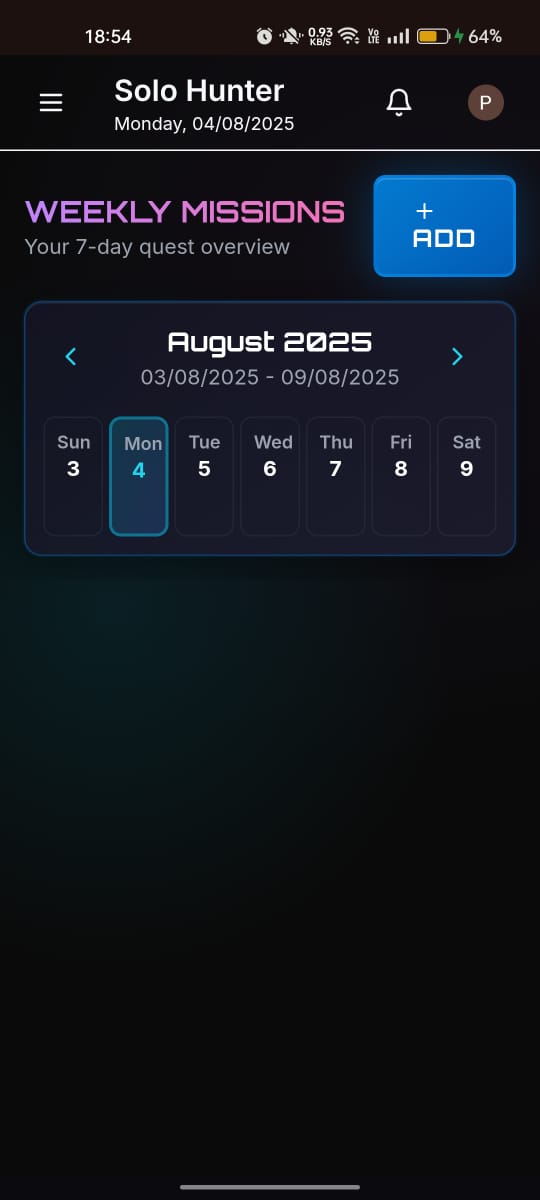 18:54 0.93 KB/S Vo LTE 64%
Solo Hunter
Monday, 04/08/2025
P
WEEKLY MISSIONS
Your 7-day quest overview
+
ADD
August 2025
03/08/2025 - 09/08/2025
Sun Mon Tue Wed Thu Fri Sat
3 4 5 6 7 8 9